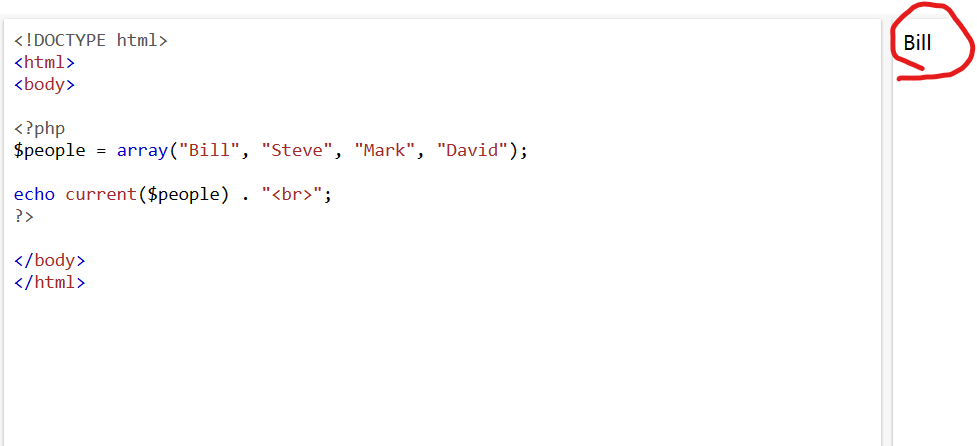 <!DOCTYPE html>
<html>
<body>
<?php
$people = array("Bill", "Steve", "Mark", "David");
echo current($people) . "<br>";
?>
</body>
</html>
Bill